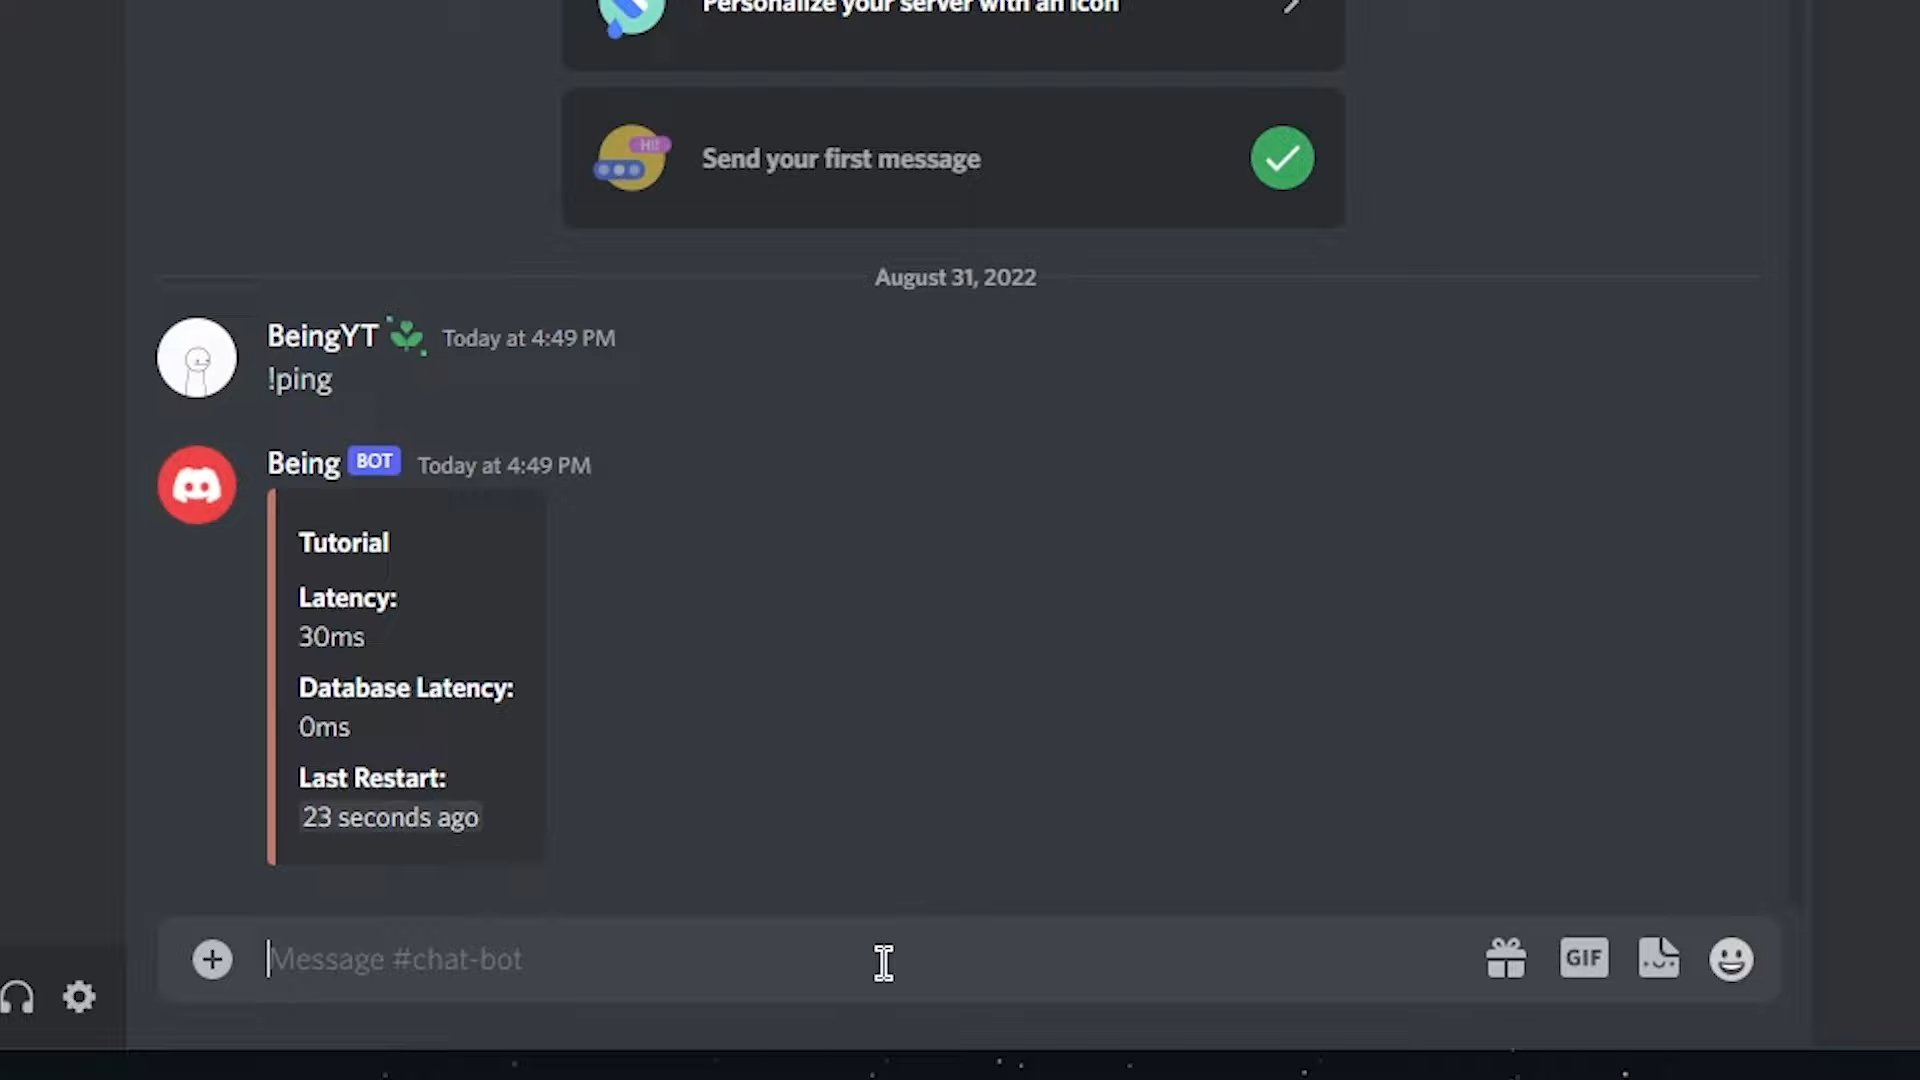 Personalize your server with an icon
HI!
Send your first message
August 31, 2022
BeingYT Today at 4:49 PM
!ping
Being BOT Today at 4:49 PM
Tutorial
Latency:
30ms
Database Latency:
0ms
Last Restart:
23 seconds ago
Message #chat-bot
GIF